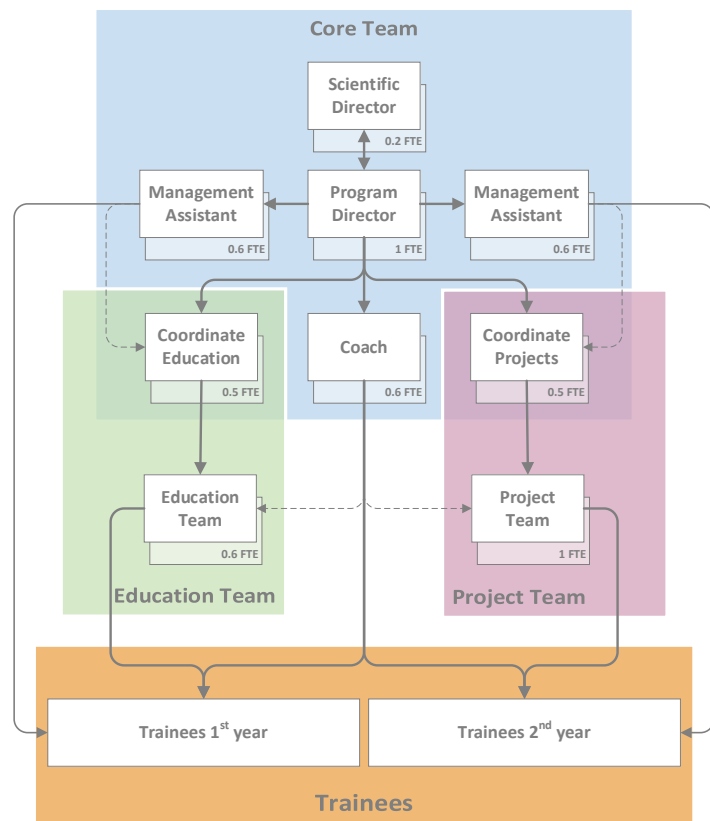 Core Team
Scientific
Director
0.2 FTE
Management
Assistant
0.6 FTE
Program
Director
1 FTE
Management
Assistant
0.6 FTE
Coordinate
Education
0.5 FTE
Coach
0.6 FTE
Coordinate
Projects
0.5 FTE
Education
Team
0.6 FTE
Project
Team
1 FTE
Education Team
Project Team
Trainees 1st year
Trainees 2nd year
Trainees